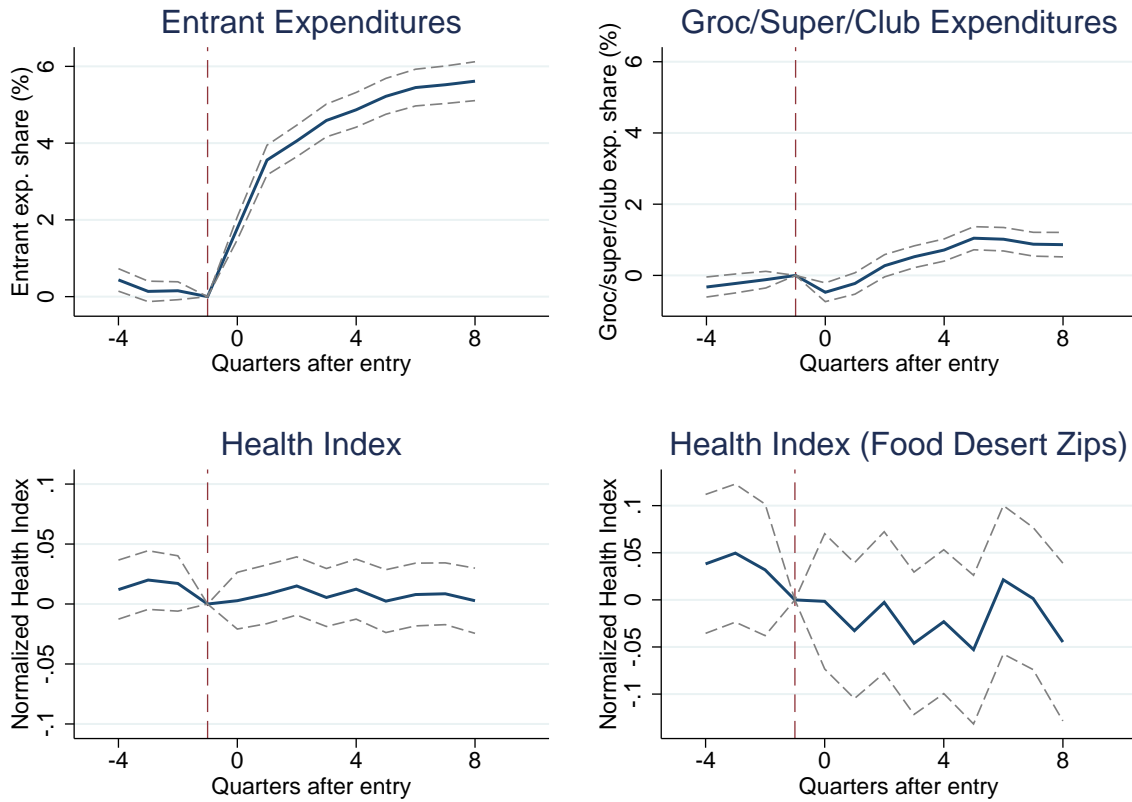 Entrant Expenditures
Entrant exp. share (%)
6
4
2
0
-4
0
4
8
Quarters after entry
Groc/Super/Club Expenditures
Groc/super/club exp. share (%)
6
4
2
0
-4
0
4
8
Quarters after entry
Health Index
Normalized Health Index
.1
.05
0
-.05
-.1
-4
0
4
8
Quarters after entry
Health Index (Food Desert Zips)
Normalized Health Index
.1
.05
0
-.05
-.1
-4
0
4
8
Quarters after entry